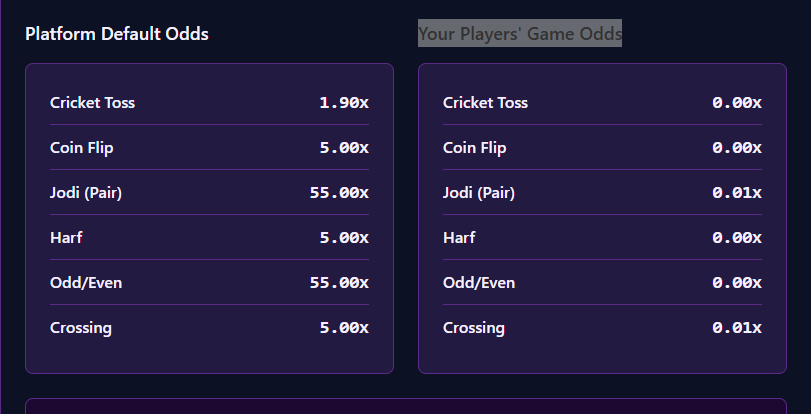 Platform Default Odds
Cricket Toss 1.90x
Coin Flip 5.00x
Jodi (Pair) 55.00x
Harf 5.00x
Odd/Even 55.00x
Crossing 5.00x
Your Players' Game Odds
Cricket Toss 0.00x
Coin Flip 0.00x
Jodi (Pair) 0.01x
Harf 0.00x
Odd/Even 0.00x
Crossing 0.01x